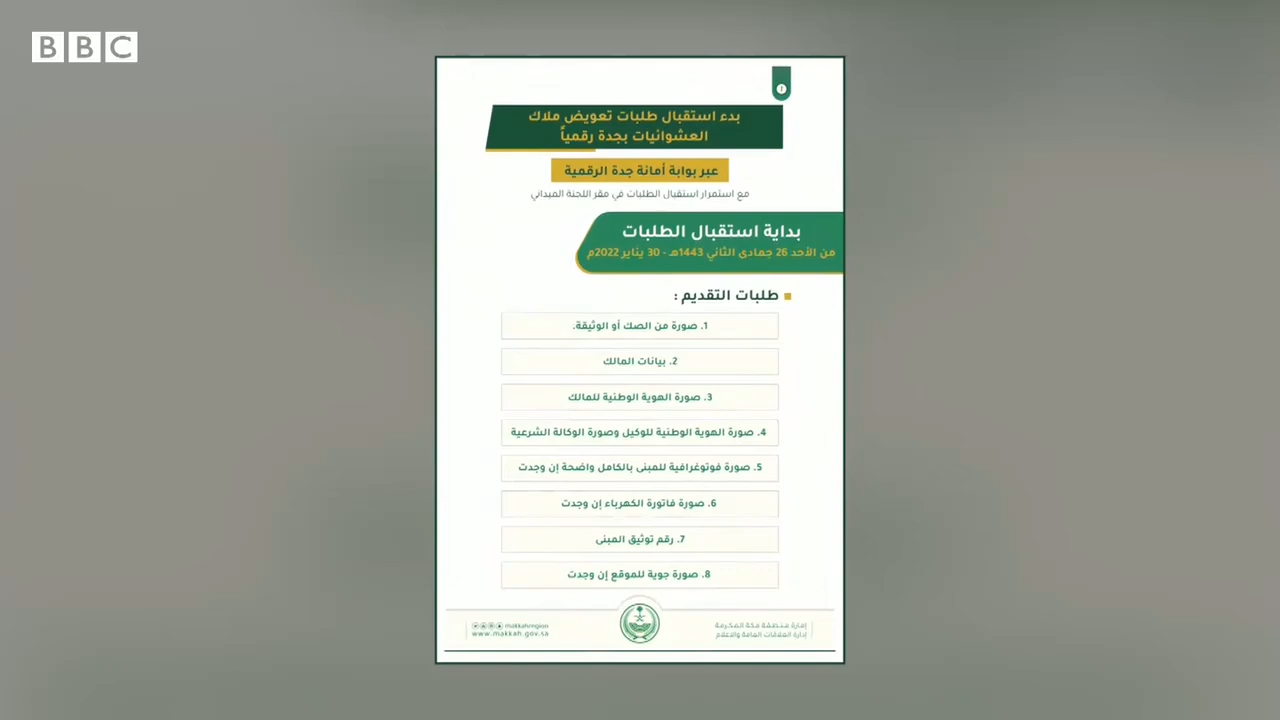 BBC
بدء استقبال طلبات تعويض ملاك
العشوائيات بجدة رقمياً
عبر بوابة أمانة جدة الرقمية
مع استمرار استقبال الطلبات في مقر اللجنة الميداني
بداية استقبال الطلبات
من الأحد 26 جمادى الثاني 1443هـ - 30 يناير 2022م
طلبات التقديم :
1. صورة من الصك أو الوثيقة.
2. بيانات المالك
3. صورة الهوية الوطنية للمالك
4. صورة الهوية الوطنية للوكيل وصورة الوكالة الشرعية
5. صورة فوتوغرافية للمبنى بالكامل واضحة إن وجدت
6. صورة فاتورة الكهرباء إن وجدت
7. رقم توثيق المبنى
8. صورة جوية للموقع إن وجدت
إمارة منطقة مكة المكرمة
إدارة العلاقات العامة والاعلام
makkahregion
www.makkah.gov.sa